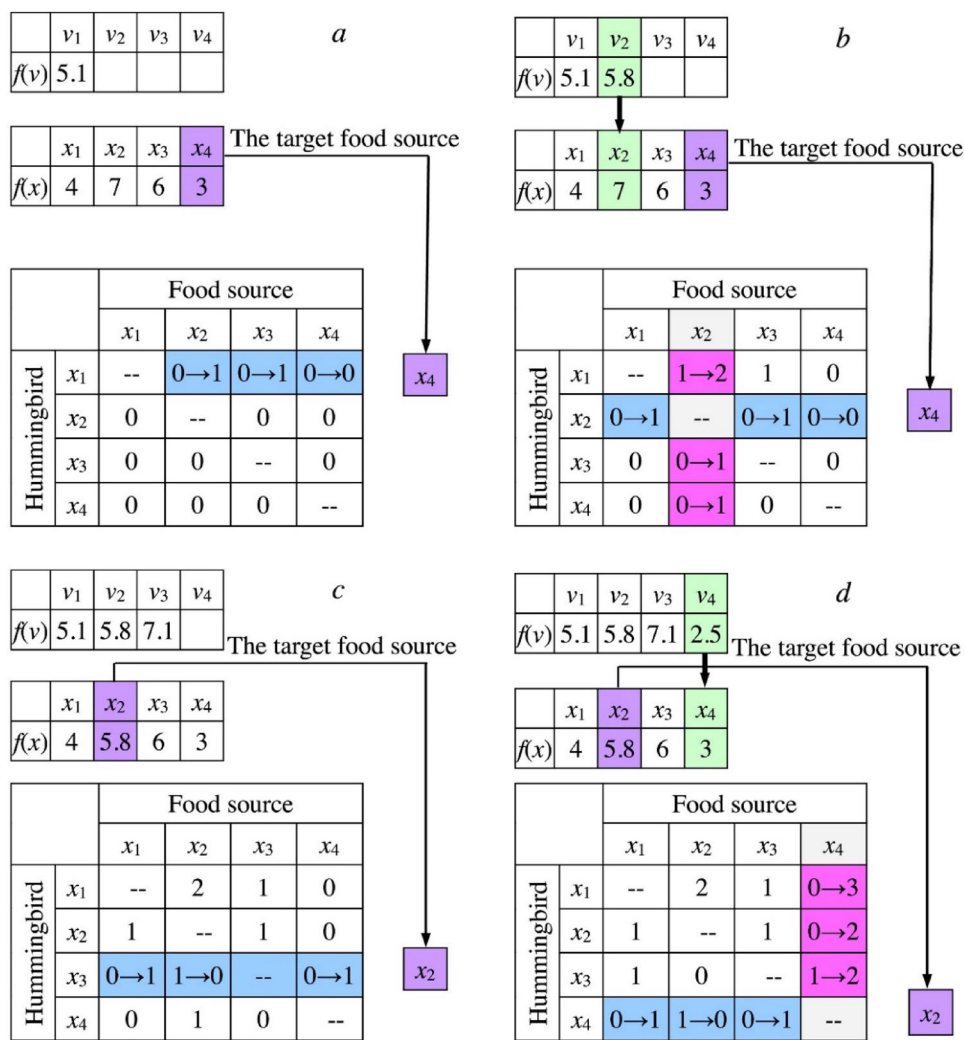 a
v1 v2 v3 v4
f(v) 5.1
x1 x2 x3 x4
f(x) 4 7 6 3
The target food source
Food source
x1 x2 x3 x4
Hummingbird
x1 -- 0→1 0→1 0→0
x2 0 -- 0 0
x3 0 0 -- 0
x4 0 0 0 --
x4
b
v1 v2 v3 v4
f(v) 5.1 5.8
x1 x2 x3 x4
f(x) 4 7 6 3
The target food source
Food source
x1 x2 x3 x4
Hummingbird
x1 -- 1→2 1 0
x2 0→1 -- 0→1 0→0
x3 0 0→1 -- 0
x4 0 0→1 0 --
x4
c
v1 v2 v3 v4
f(v) 5.1 5.8 7.1
The target food source
x1 x2 x3 x4
f(x) 4 5.8 6 3
Food source
x1 x2 x3 x4
Hummingbird
x1 -- 2 1 0
x2 1 -- 1 0
x3 0→1 1→0 -- 0→1
x4 0 1 0 --
x2
d
v1 v2 v3 v4
f(v) 5.1 5.8 7.1 2.5
The target food source
x1 x2 x3 x4
f(x) 4 5.8 6 3
Food source
x1 x2 x3 x4
Hummingbird
x1 -- 2 1 0→3
x2 1 -- 1 0→2
x3 1 0 -- 1→2
x4 0→1 1→0 0→1 --
x2